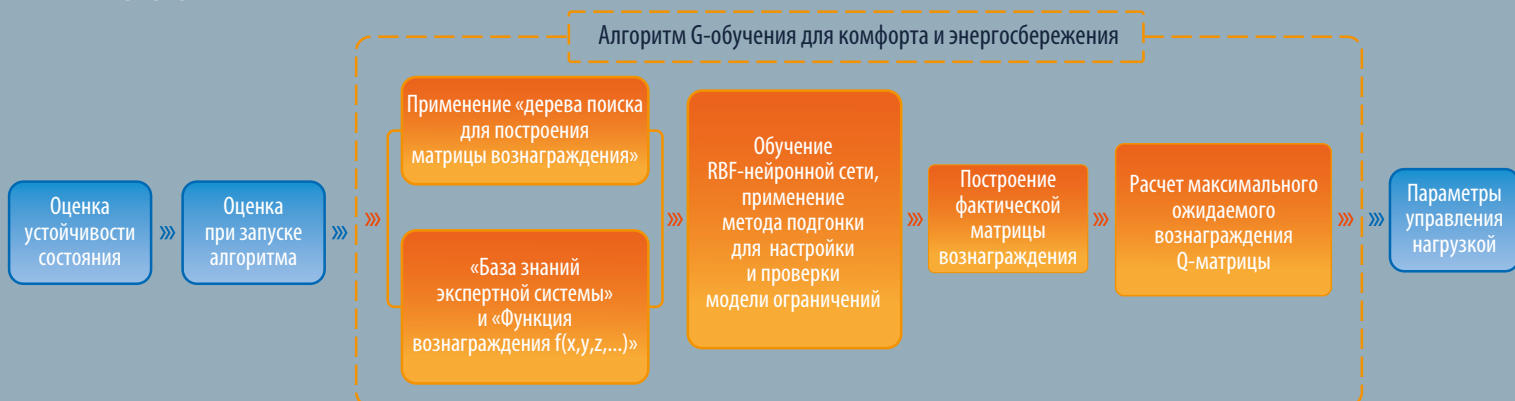 Алгоритм G-обучения для комфорта и энергосбережения
Оценка
устойчивости
состояния
Оценка
при запуске
алгоритма
Применение «дерева поиска
для построения
матрицы вознаграждения»
«База знаний
экспертной системы»
и «Функция
вознаграждения f(x,y,z,...)»
Обучение
RBF-нейронной сети,
применение
метода подгонки
для настройки
и проверки
модели ограничений
Построение
фактической
матрицы
вознаграждения
Расчет максимального
ожидаемого
вознаграждения
Q-матрицы
Параметры
управления
нагрузкой